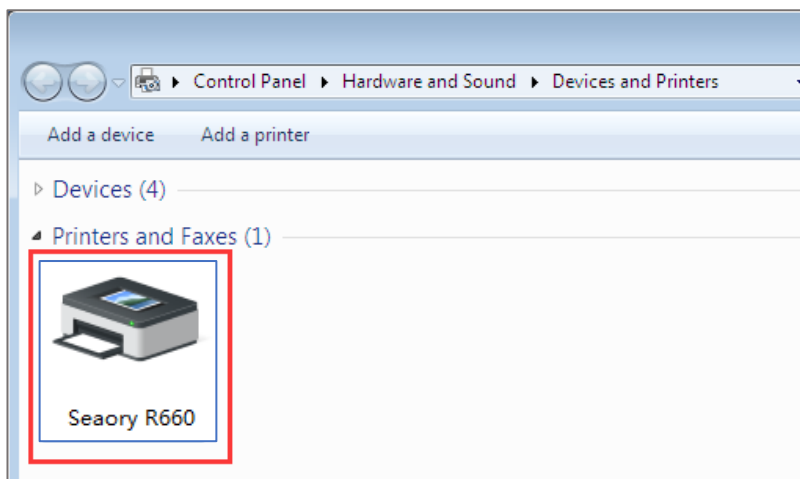 Control Panel Hardware and Sound Devices and Printers
Add a device Add a printer
Devices (4)
Printers and Faxes (1)
Seaory R660